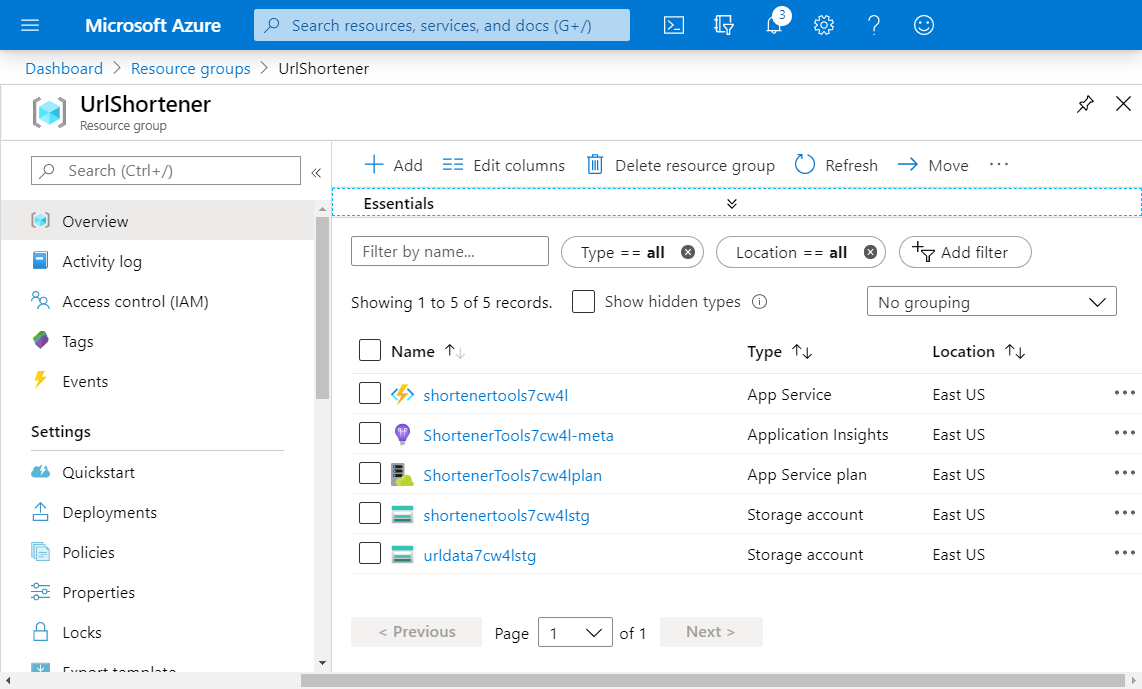 Microsoft Azure
Search resources, services, and docs (G+/)
3
Dashboard > Resource groups > UrlShortener
UrlShortener
Resource group
Search (Ctrl+/)
«
Overview
Activity log
Access control (IAM)
Tags
Events
Settings
Quickstart
Deployments
Policies
Properties
Locks
Export template
Add
Edit columns
Delete resource group
Refresh
Move
...
Essentials
Filter by name...
Type == all
Location == all
Add filter
Showing 1 to 5 of 5 records.
Show hidden types
No grouping
Name Type Location
shortenertools7cw4l App Service East US ...
ShortenerTools7cw4l-meta Application Insights East US ...
ShortenerTools7cw4lplan App Service plan East US ...
shortenertools7cw4lstg Storage account East US ...
urldata7cw4lstg Storage account East US ...
< Previous Page 1 of 1 Next >